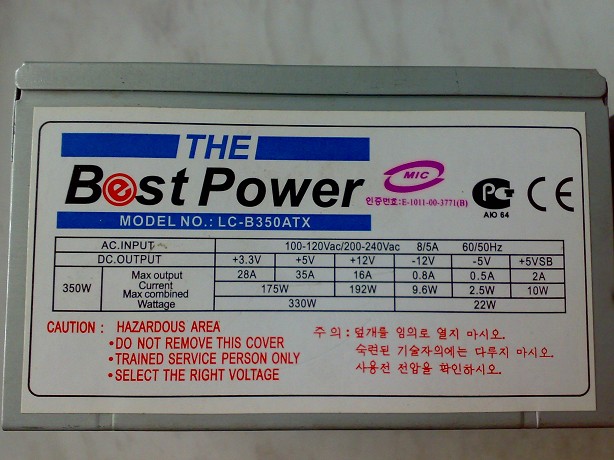 THE
Best Power
MODEL NO.: LC-B350ATX
MIC
인증번호:E-1011-00-3771(B)
РСТ
АЮ 64
CE
AC.INPUT 100-120Vac/200-240Vac 8/5A 60/50Hz
DC.OUTPUT +3.3V +5V +12V -12V -5V +5VSB
350W
Max output Current 28A 35A 16A 0.8A 0.5A 2A
Max combined Wattage 175W 192W 9.6W 2.5W 10W
330W 22W
CAUTION : HAZARDOUS AREA
•DO NOT REMOVE THIS COVER
•TRAINED SERVICE PERSON ONLY
•SELECT THE RIGHT VOLTAGE
주 의 : 덮개를 임의로 열지 마시오.
숙련된 기술자의에는 다루지 마시오.
사용전 전압을 확인하시오.